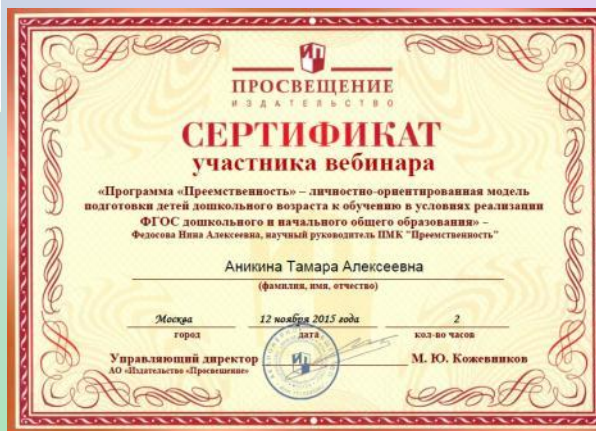 ПРОСВЕЩЕНИЕ
ИЗДАТЕЛЬСТВО
СЕРТИФИКАТ
участника вебинара
«Программа «Преемственность» – личностно-ориентированная модель
подготовки детей дошкольного возраста к обучению в условиях реализации
ФГОС дошкольного и начального общего образования» –
Федосова Нина Алексеевна, научный руководитель ПМК "Преемственность"
Аникина Тамара Алексеевна
(фамилия, имя, отчество)
Москва 12 ноября 2015 года 2
город дата кол-во часов
Управляющий директор М. Ю. Кожевников
АО «Издательство «Просвещение»